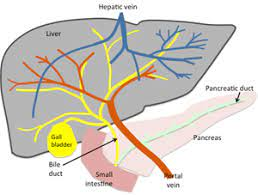 Hepatic vein
Liver
Pancreatic duct
Gall
bladder
Pancreas
Bile
duct
Small
intestine
Portal
vein